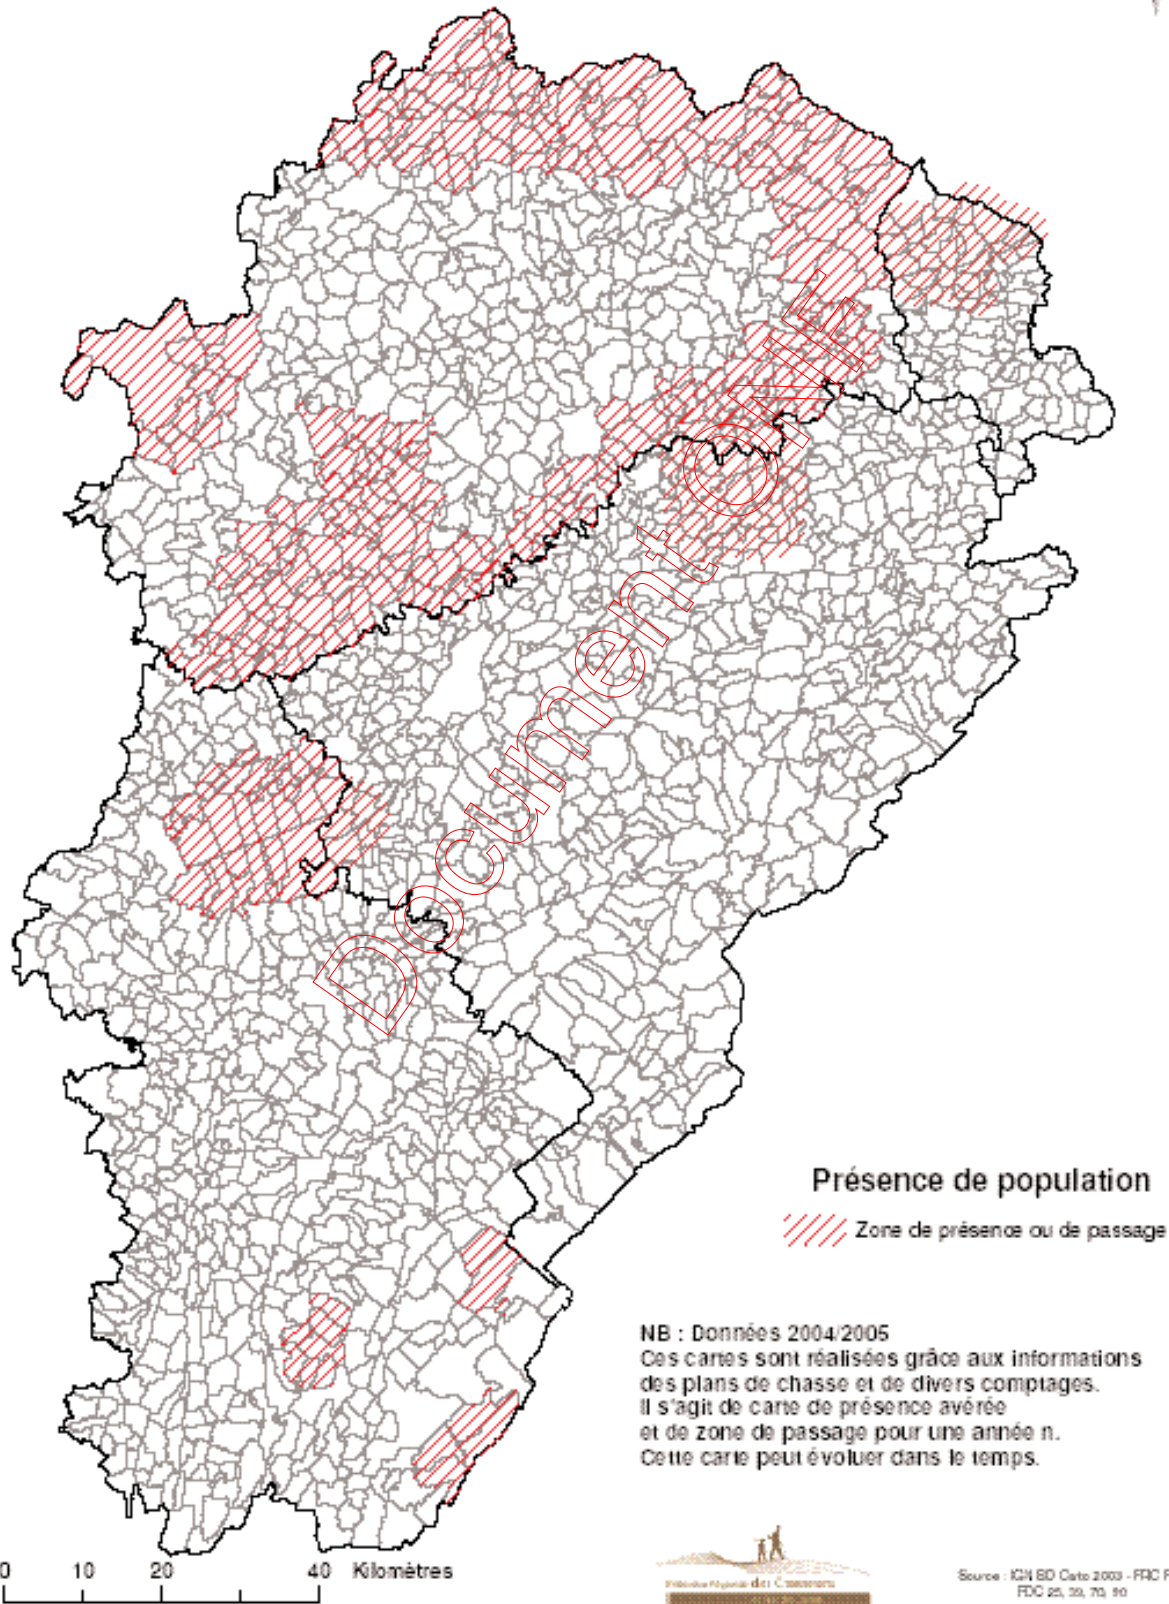 Document ONF
Présence de population
Zone de présence ou de passage
NB : Données 2004/2005
Ces cartes sont réalisées grâce aux informations
des plans de chasse et de divers comptages.
Il s'agit de carte de présence avérée
et de zone de passage pour une année n.
Cette carte peut évoluer dans le temps.
0 10 20 40 Kilomètres
des Chasseurs
Source : IGN BD Carto 2003 - FRC F
FDC 25, 39, 70, 90